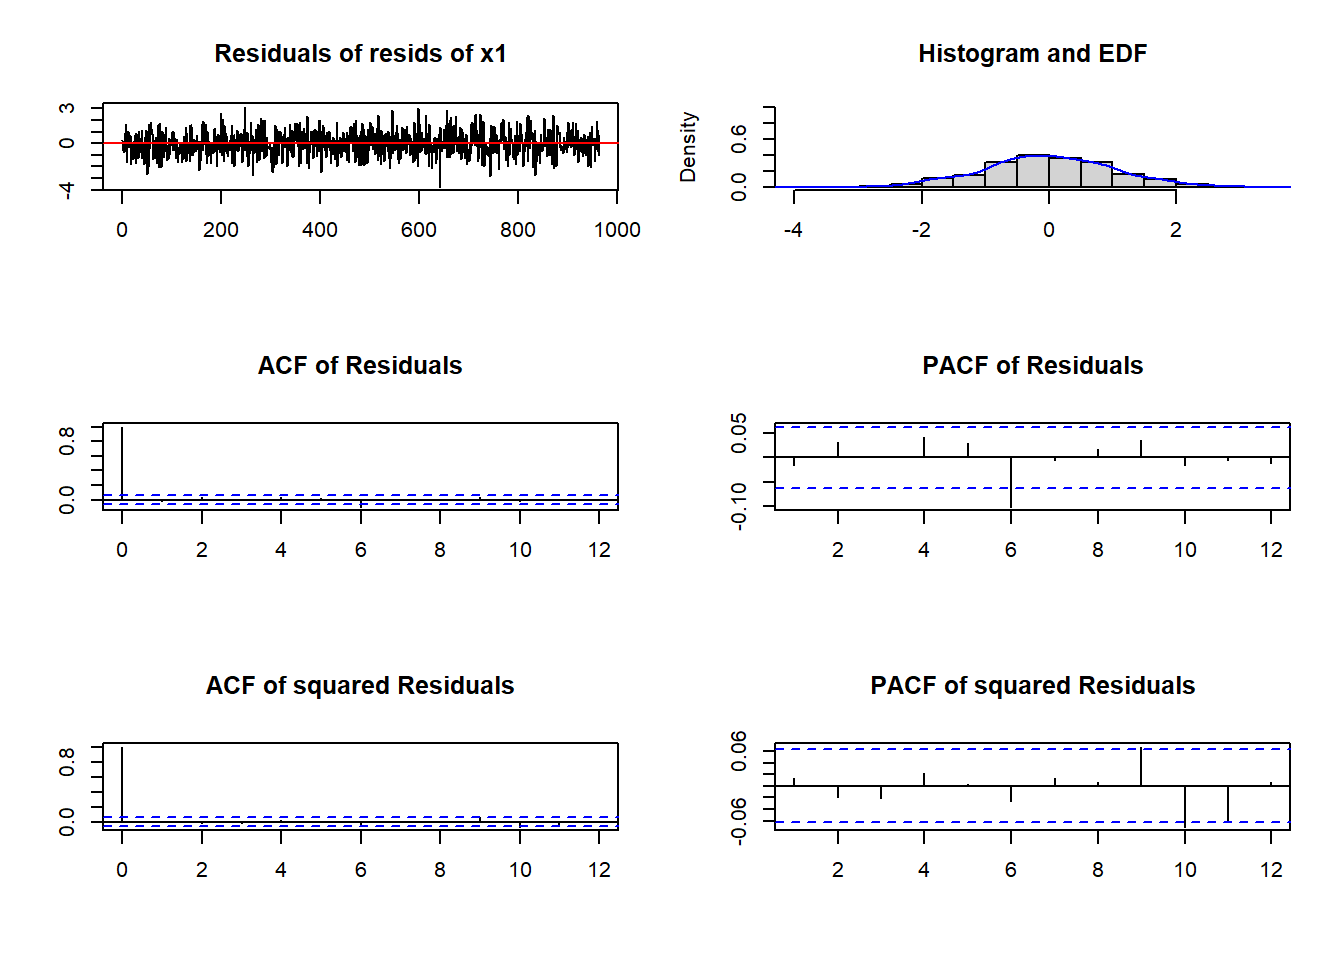 Residuals of resids of x1
3
0
-4
0 200 400 600 800 1000
Histogram and EDF
Density
0.6
0.0
-4 -2 0 2
ACF of Residuals
0.8
0.0
0 2 4 6 8 10 12
PACF of Residuals
0.05
-0.10
2 4 6 8 10 12
ACF of squared Residuals
0.8
0.0
0 2 4 6 8 10 12
PACF of squared Residuals
0.06
-0.06
2 4 6 8 10 12